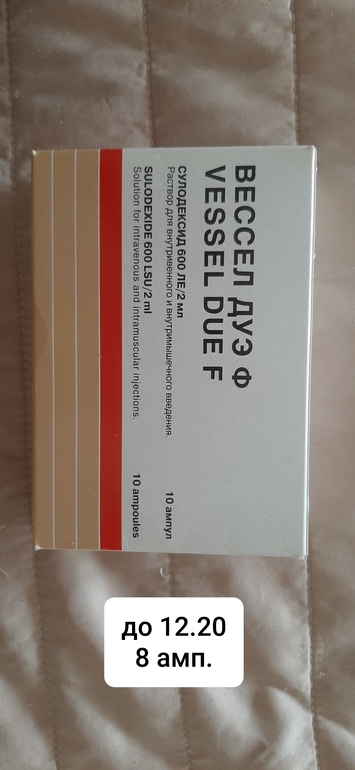 ВЕССЕЛ ДУЭ Ф
VESSEL DUE F
СУЛОДЕКСИД 600 ЛЕ/2 мл
Раствор для внутривенного и внутримышечного введения.
10 ампул
SULODEXIDE 600 LSU/2 ml
Solution for intravenous and intramuscular injections.
10 ampoules
до 12.20
8 амп.